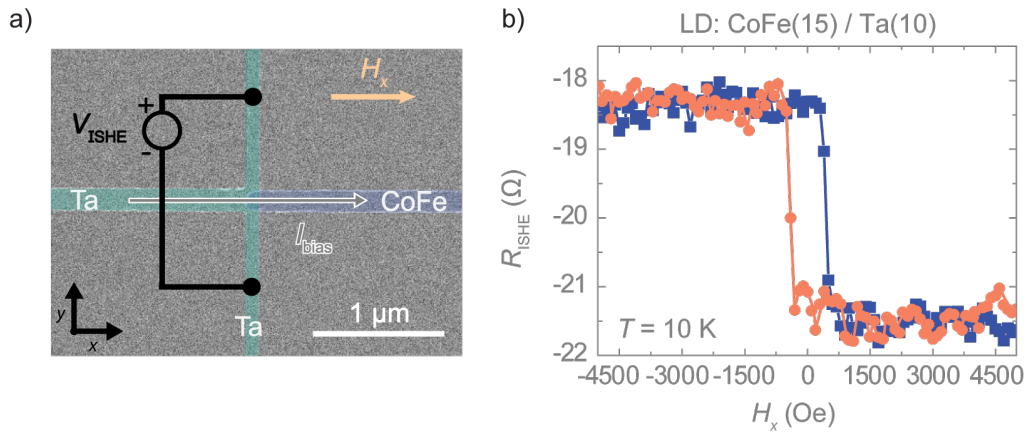 a)
H_x
+
V_ISHE
-
Ta
CoFe
I_bias
y
x
Ta
1 μm
b)
LD: CoFe(15) / Ta(10)
-18
-19
-20
-21
-22
R_ISHE (Ω)
T = 10 K
-4500 -3000 -1500 0 1500 3000 4500
H_x (Oe)